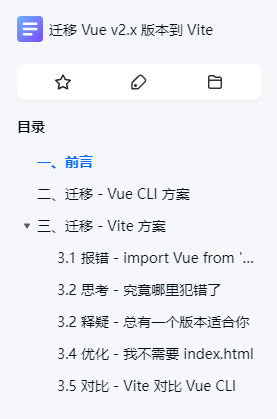 迁移 Vue v2.x 版本到 Vite
目录
一、前言
二、迁移 - Vue CLI 方案
三、迁移 - Vite 方案
3.1 报错 - import Vue from '...
3.2 思考 - 究竟哪里犯错了
3.2 释疑 - 总有一个版本适合你
3.4 优化 - 我不需要 index.html
3.5 对比 - Vite 对比 Vue CLI